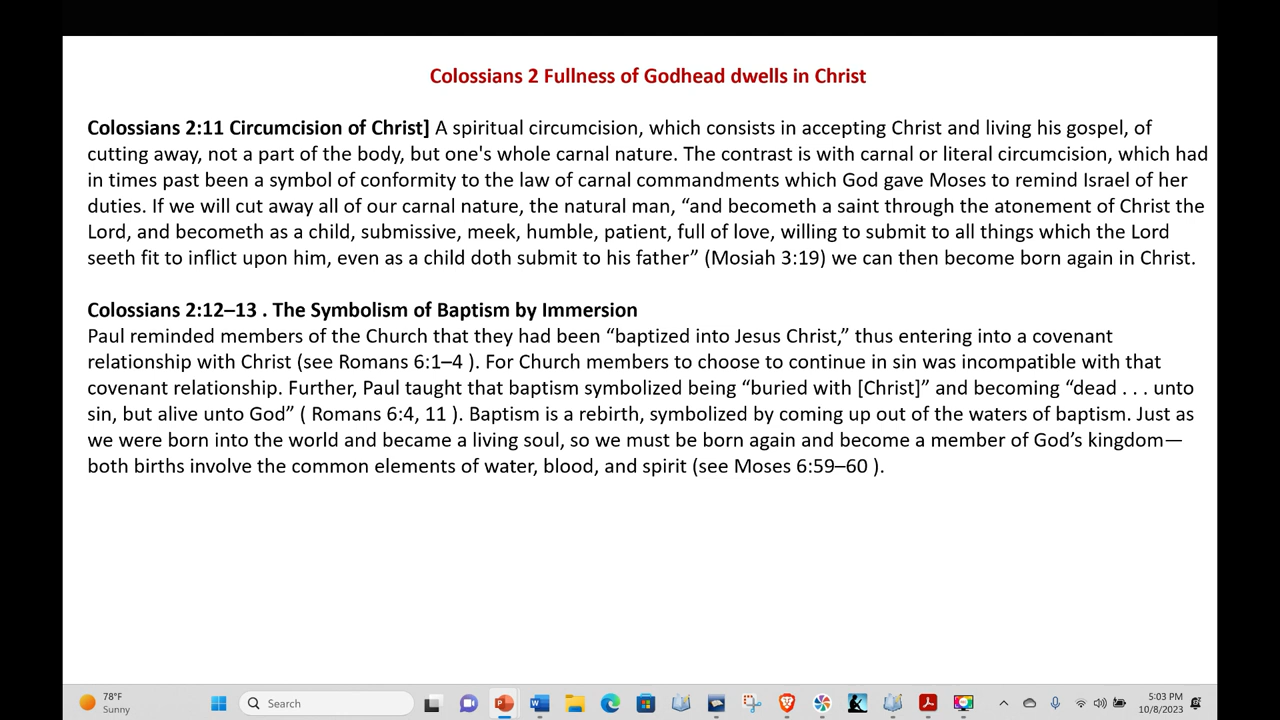 Colossians 2 Fullness of Godhead dwells in Christ
Colossians 2:11 Circumcision of Christ] A spiritual circumcision, which consists in accepting Christ and living his gospel, of
cutting away, not a part of the body, but one's whole carnal nature. The contrast is with carnal or literal circumcision, which had
in times past been a symbol of conformity to the law of carnal commandments which God gave Moses to remind Israel of her
duties. If we will cut away all of our carnal nature, the natural man, “and becometh a saint through the atonement of Christ the
Lord, and becometh as a child, submissive, meek, humble, patient, full of love, willing to submit to all things which the Lord
seeth fit to inflict upon him, even as a child doth submit to his father” (Mosiah 3:19) we can then become born again in Christ.
Colossians 2:12–13 . The Symbolism of Baptism by Immersion
Paul reminded members of the Church that they had been “baptized into Jesus Christ,” thus entering into a covenant
relationship with Christ (see Romans 6:1–4 ). For Church members to choose to continue in sin was incompatible with that
covenant relationship. Further, Paul taught that baptism symbolized being “buried with [Christ]” and becoming “dead . . . unto
sin, but alive unto God” ( Romans 6:4, 11 ). Baptism is a rebirth, symbolized by coming up out of the waters of baptism. Just as
we were born into the world and became a living soul, so we must be born again and become a member of God’s kingdom—
both births involve the common elements of water, blood, and spirit (see Moses 6:59–60 ).
78°F
Sunny
Search
5:03 PM
10/8/2023